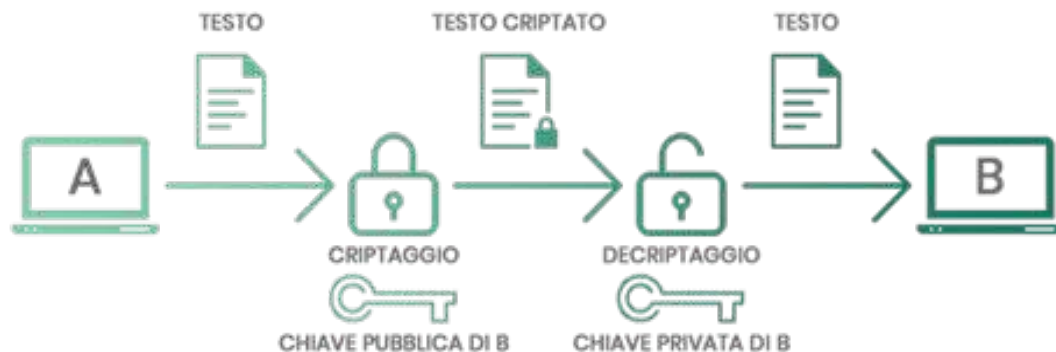 TESTO
TESTO CRIPTATO
TESTO
A
B
CRIPTAGGIO
DECRIPTAGGIO
CHIAVE PUBBLICA DI B
CHIAVE PRIVATA DI B